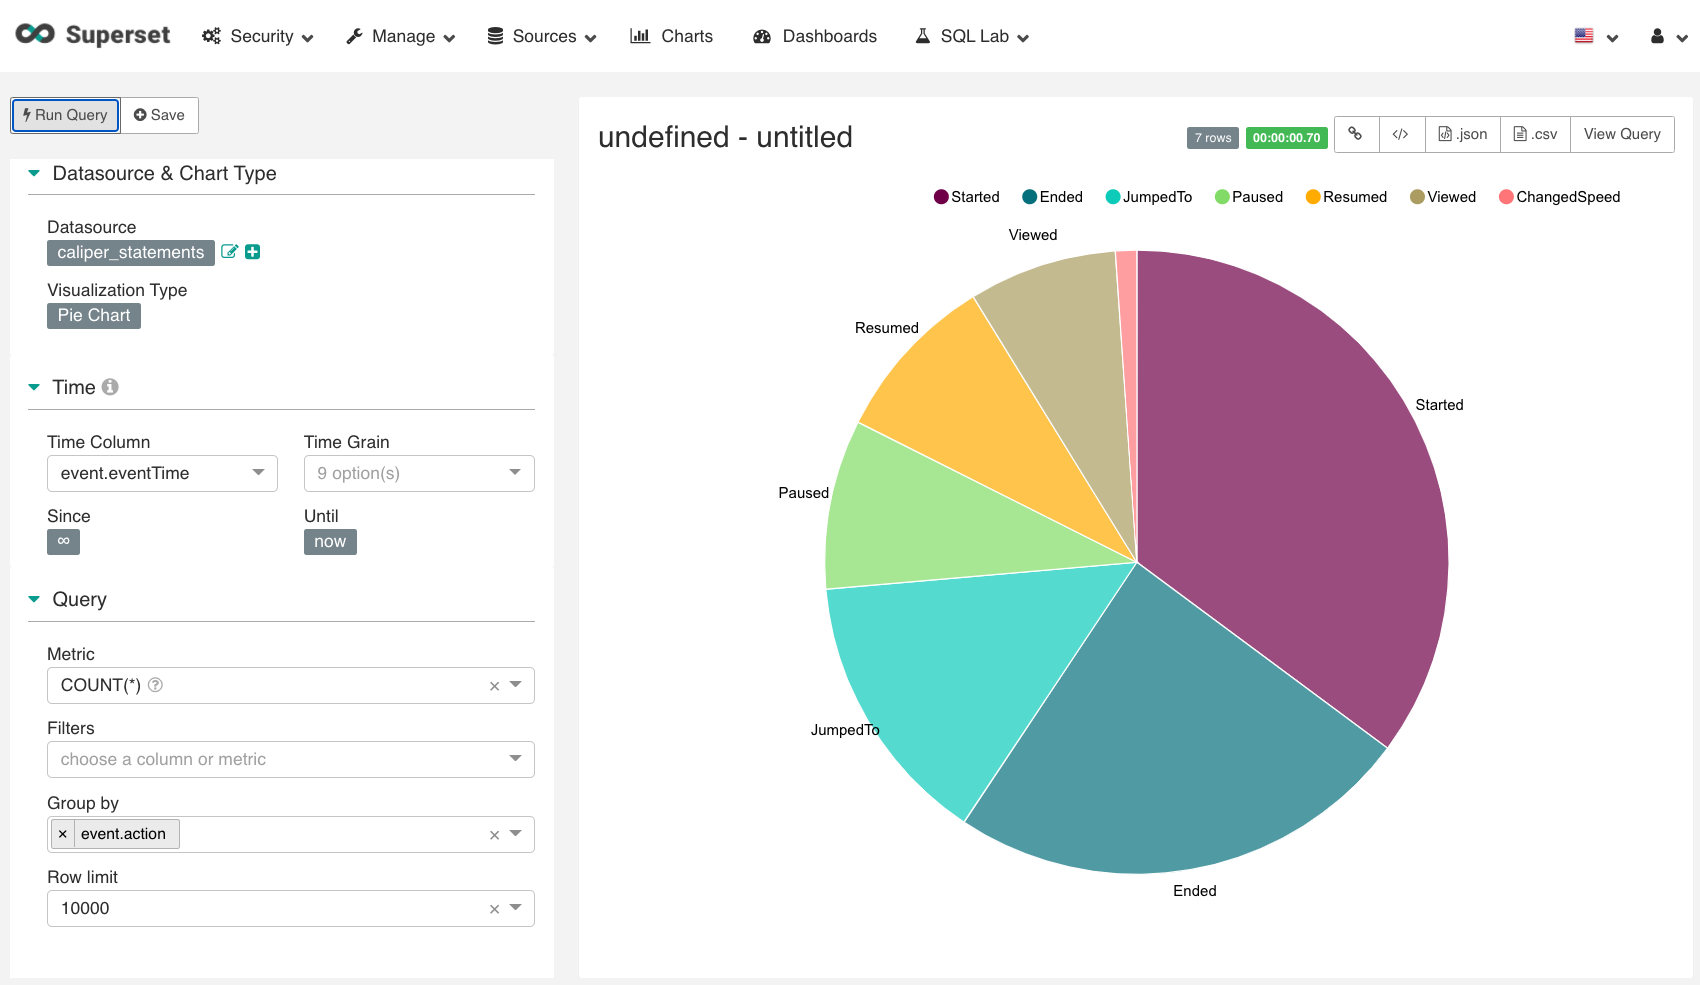 Superset Security Manage Sources Charts Dashboards SQL Lab
Run Query Save
Datasource & Chart Type
Datasource
caliper_statements
Visualization Type
Pie Chart
Time
Time Column Time Grain
event.eventTime 9 option(s)
Since Until
∞ now
Query
Metric
COUNT(*)
Filters
choose a column or metric
Group by
× event.action ×
Row limit
10000 ×
undefined - untitled
7 rows 00:00:00.70 </> .json .csv View Query
Started Ended JumpedTo Paused Resumed Viewed ChangedSpeed
Viewed
Resumed
Started
Paused
JumpedTo
Ended